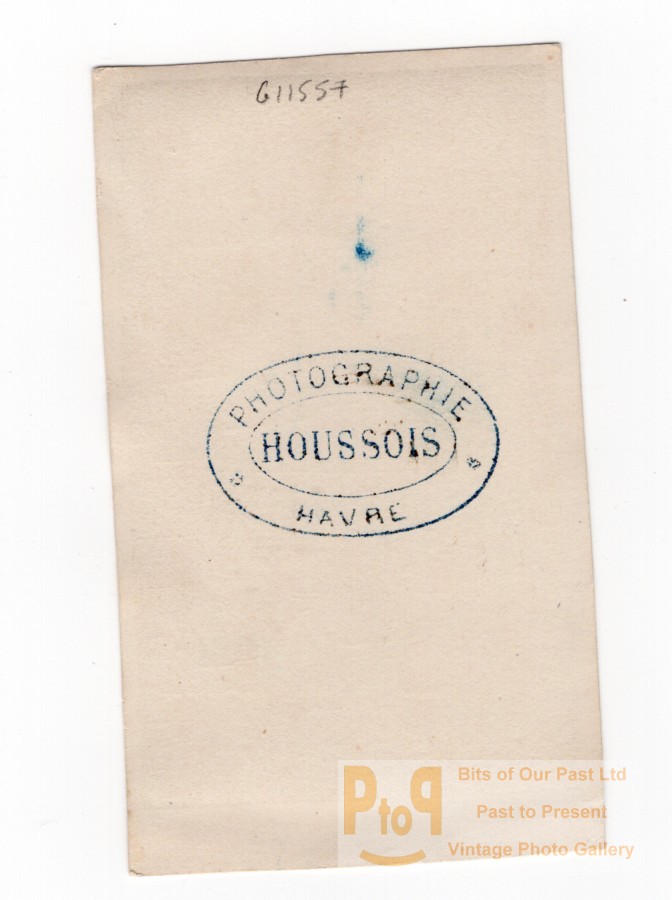 G11557
PHOTOGRAPHIE
HOUSSOIS
HAVRE
PtoP
Bits of Our Past Ltd
Past to Present
Vintage Photo Gallery